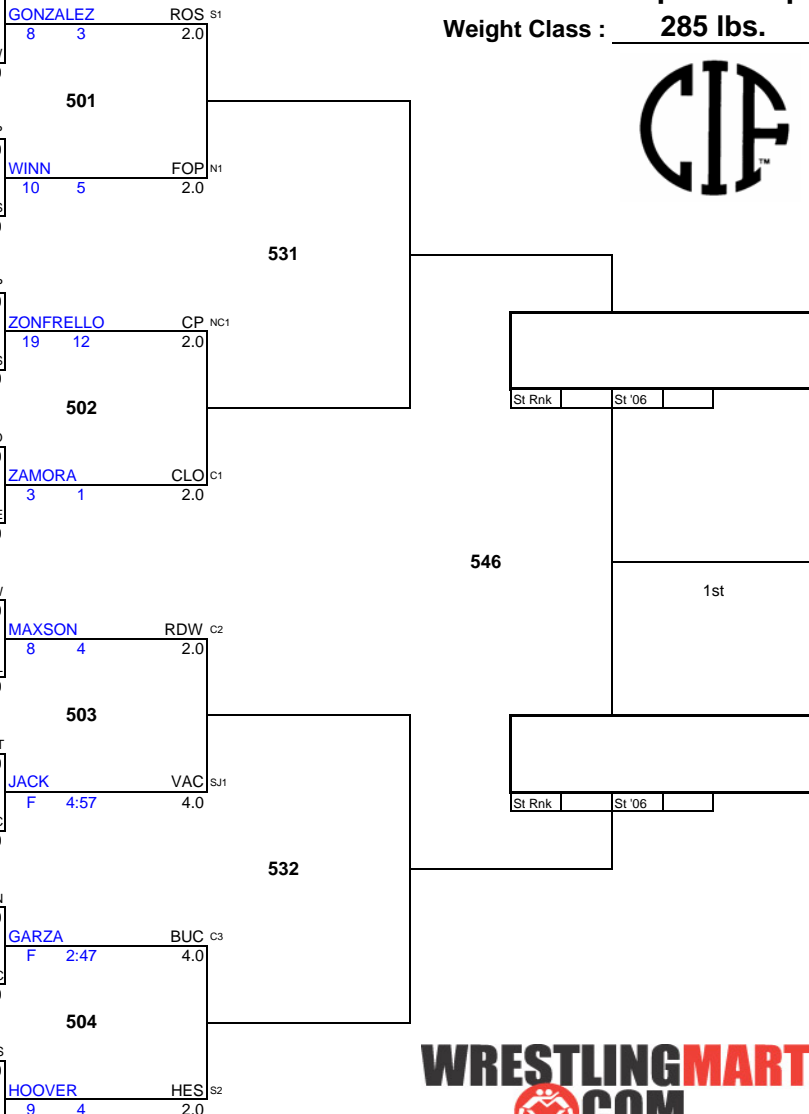 GONZALEZ ROS S1
8 3 2.0
Weight Class : 285 lbs.
501
CIF
TM
WINN FOP N1
10 5 2.0
531
ZONFRELLO CP NC1
19 12 2.0
502
St Rnk St '06
ZAMORA CLO C1
3 1 2.0
546
1st
MAXSON RDW C2
8 4 2.0
503
JACK VAC SJ1
F 4:57 4.0
St Rnk St '06
532
GARZA BUC C3
F 2:47 4.0
504
WRESTLINGMART
.COM
HOOVER HES S2
9 4 2.0